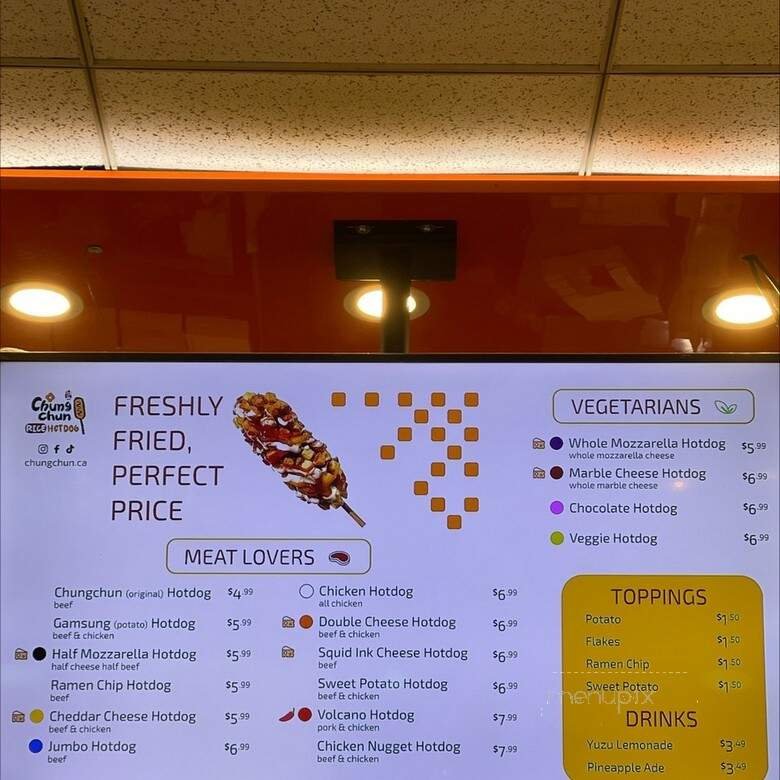 Chung
Chun
RICE HOTDOG
chungchun.ca
FRESHLY
FRIED,
PERFECT
PRICE
MEAT LOVERS
Chungchun (original) Hotdog $4.99
beef
Gamsung (potato) Hotdog $5.99
beef & chicken
Half Mozzarella Hotdog $5.99
half cheese half beef
Ramen Chip Hotdog $5.99
beef
Cheddar Cheese Hotdog $5.99
beef & chicken
Jumbo Hotdog $6.99
beef
Chicken Hotdog $6.99
all chicken
Double Cheese Hotdog $6.99
beef & chicken
Squid Ink Cheese Hotdog $6.99
beef
Sweet Potato Hotdog $6.99
beef & chicken
Volcano Hotdog $7.99
pork & chicken
Chicken Nugget Hotdog $7.99
beef & chicken
VEGETARIANS
Whole Mozzarella Hotdog $5.99
whole mozzarella cheese
Marble Cheese Hotdog $6.99
whole marble cheese
Chocolate Hotdog $6.99
Veggie Hotdog $6.99
TOPPINGS
Potato $1.50
Flakes $1.50
Ramen Chip $1.50
Sweet Potato $1.50
menupix
DRINKS
Yuzu Lemonade $3.49
Pineapple Ade $3.49